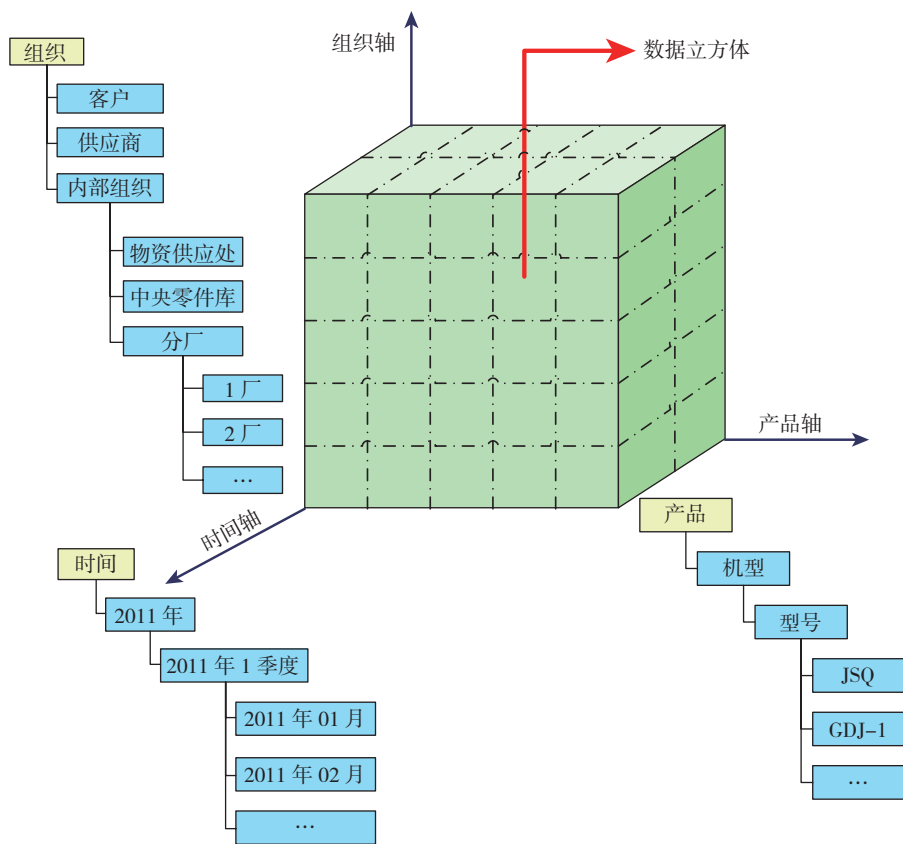 组织轴
数据立方体
组织
客户
供应商
内部组织
物资供应处
中央零件库
分厂
1 厂
2 厂
…
产品轴
时间轴
时间
2011 年
2011 年 1 季度
2011 年 01 月
2011 年 02 月
…
产品
机型
型号
JSQ
GDJ-1
…